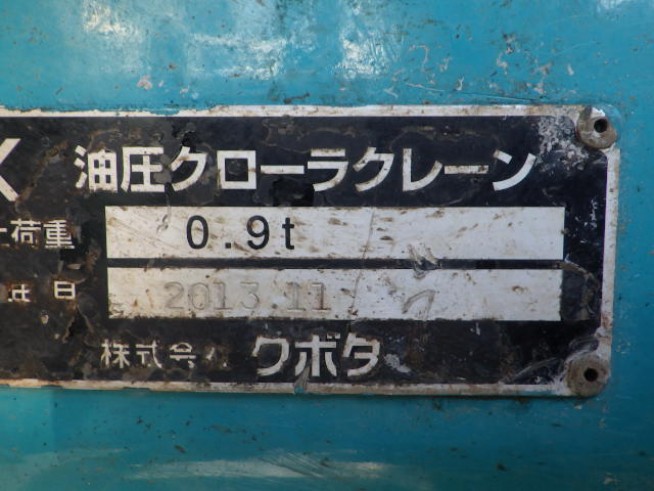 X 油圧クローラクレーン
荷重 0.9t
日 2013.11
株式会 クボタ